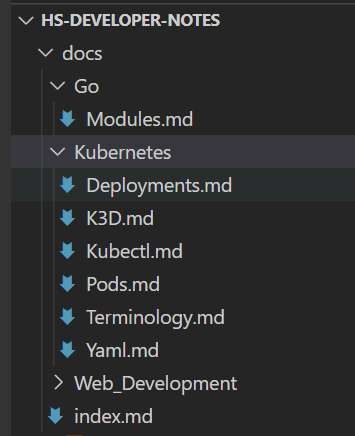 HS-DEVELOPER-NOTES
docs
Go
Modules.md
Kubernetes
Deployments.md
K3D.md
Kubectl.md
Pods.md
Terminology.md
Yaml.md
Web_Development
index.md